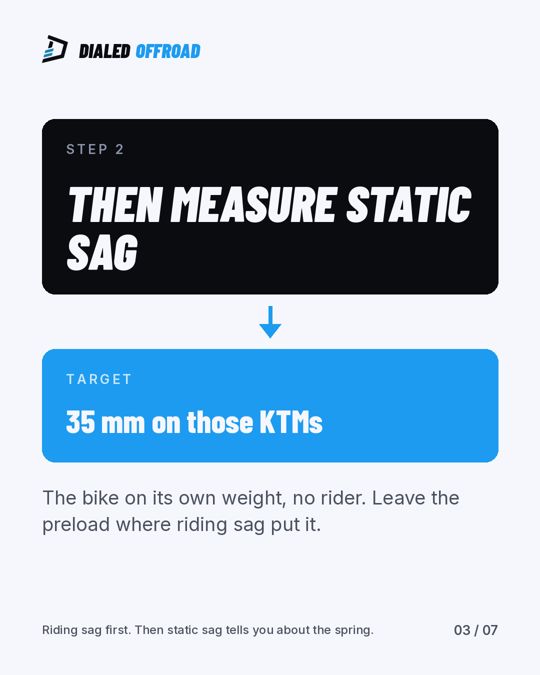 DIALED OFFROAD
STEP 2
THEN MEASURE STATIC
SAG
TARGET
35 mm on those KTMs
The bike on its own weight, no rider. Leave the
preload where riding sag put it.
Riding sag first. Then static sag tells you about the spring.
03 / 07